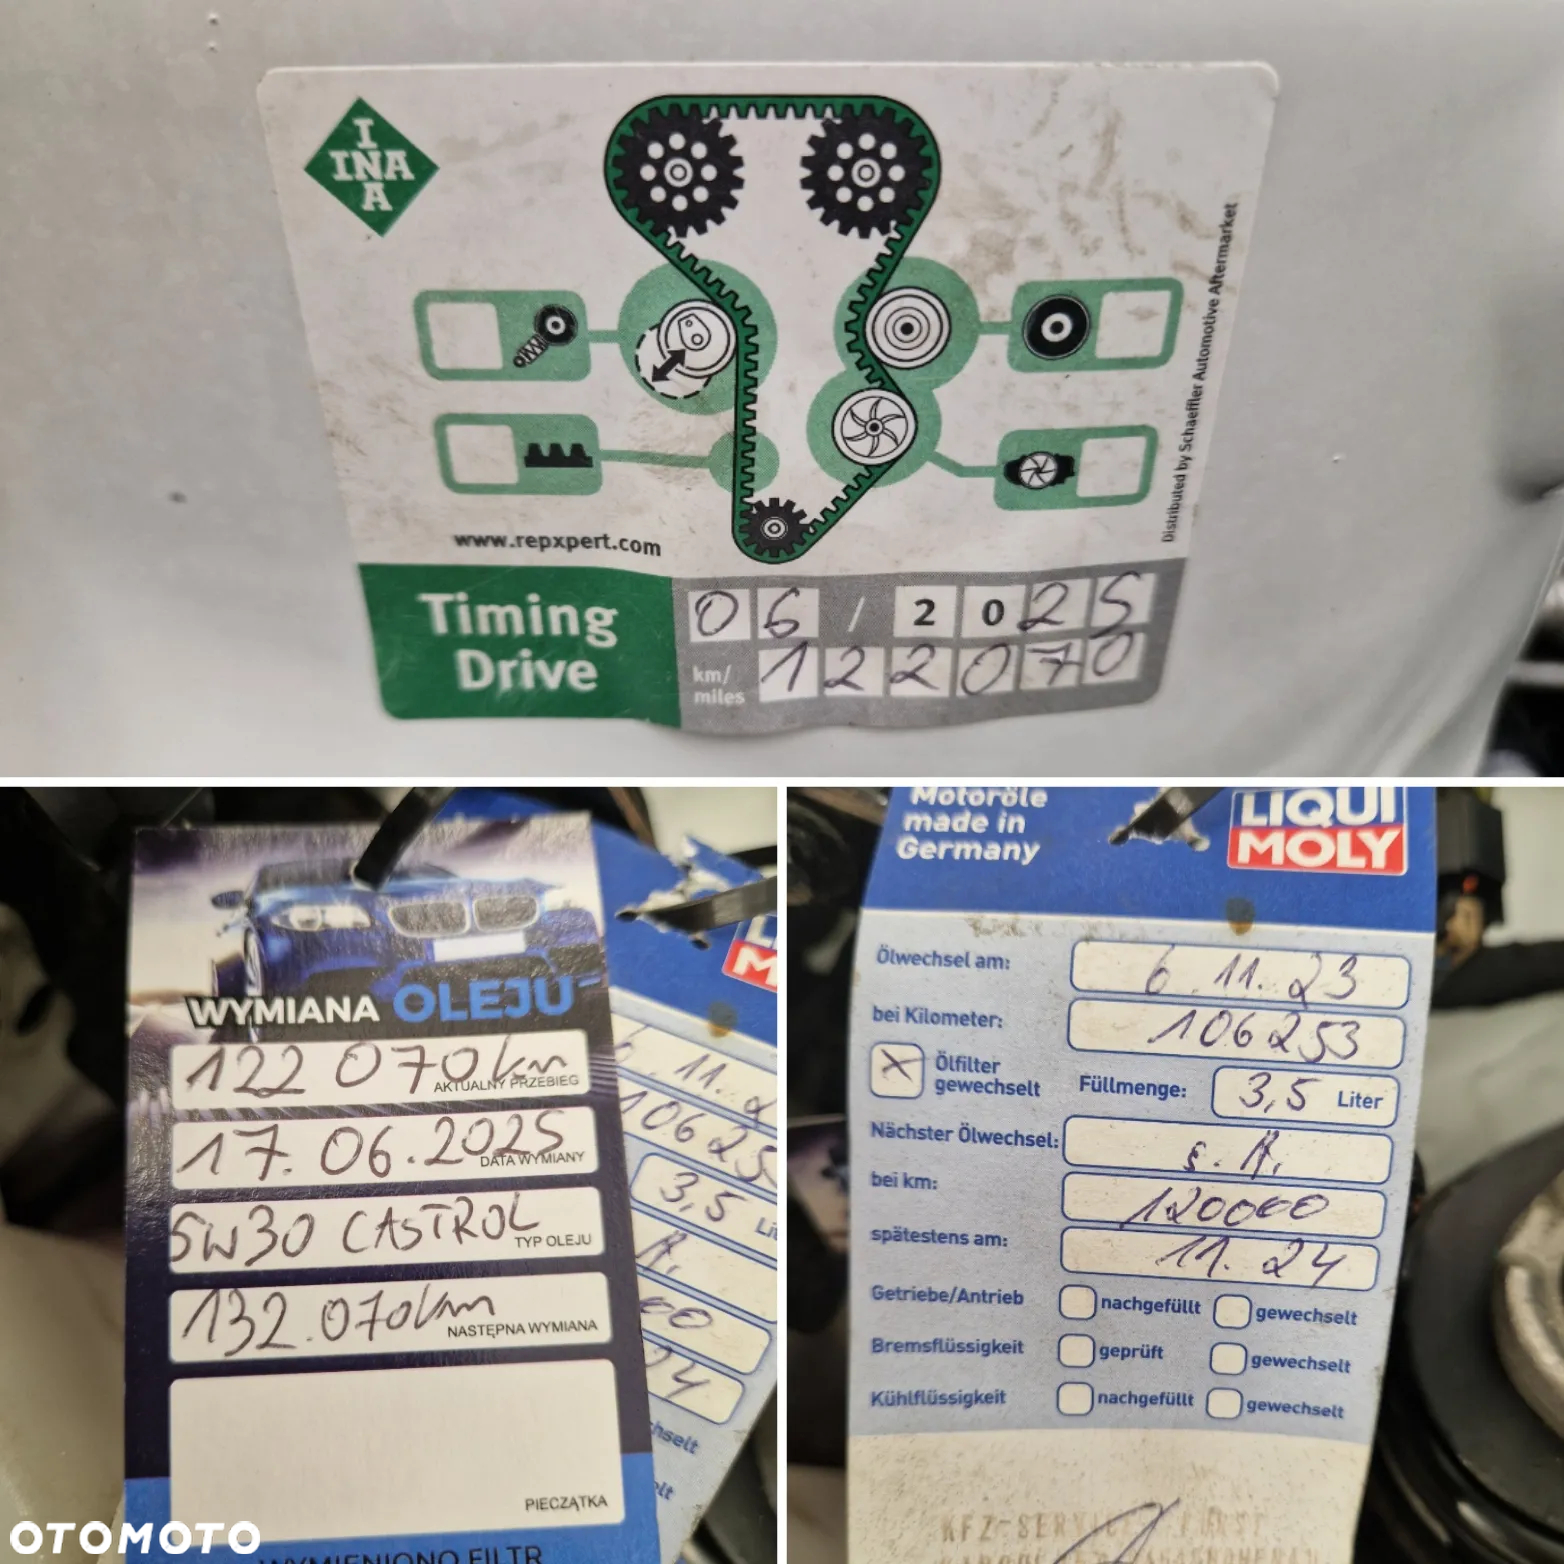 I
INA
A
Distributed by Schaeffler Automotive Aftermarket
www.repxpert.com
Timing
Drive
06 / 2025
km/
miles
122070
WYMIANA OLEJU
122 070km
AKTUALNY PRZEBIEG
17.06.2025
DATA WYMIANY
5W30 CASTROL
TYP OLEJU
132.070km
NASTĘPNA WYMIANA
PIECZĄTKA
WYMIENIONO FILTR
OTOMOTO
Motoröle
made in
Germany
LIQUI
MOLY
Ölwechsel am: 6.11.23
bei Kilometer: 106253
Ölfilter
gewechselt
Füllmenge: 3,5 Liter
Nächster Ölwechsel: s. A.
bei km: 120000
spätestens am: 11.24
Getriebe/Antrieb nachgefüllt gewechselt
Bremsflüssigkeit geprüft gewechselt
Kühlflüssigkeit nachgefüllt gewechselt
KFZ-SERVICE